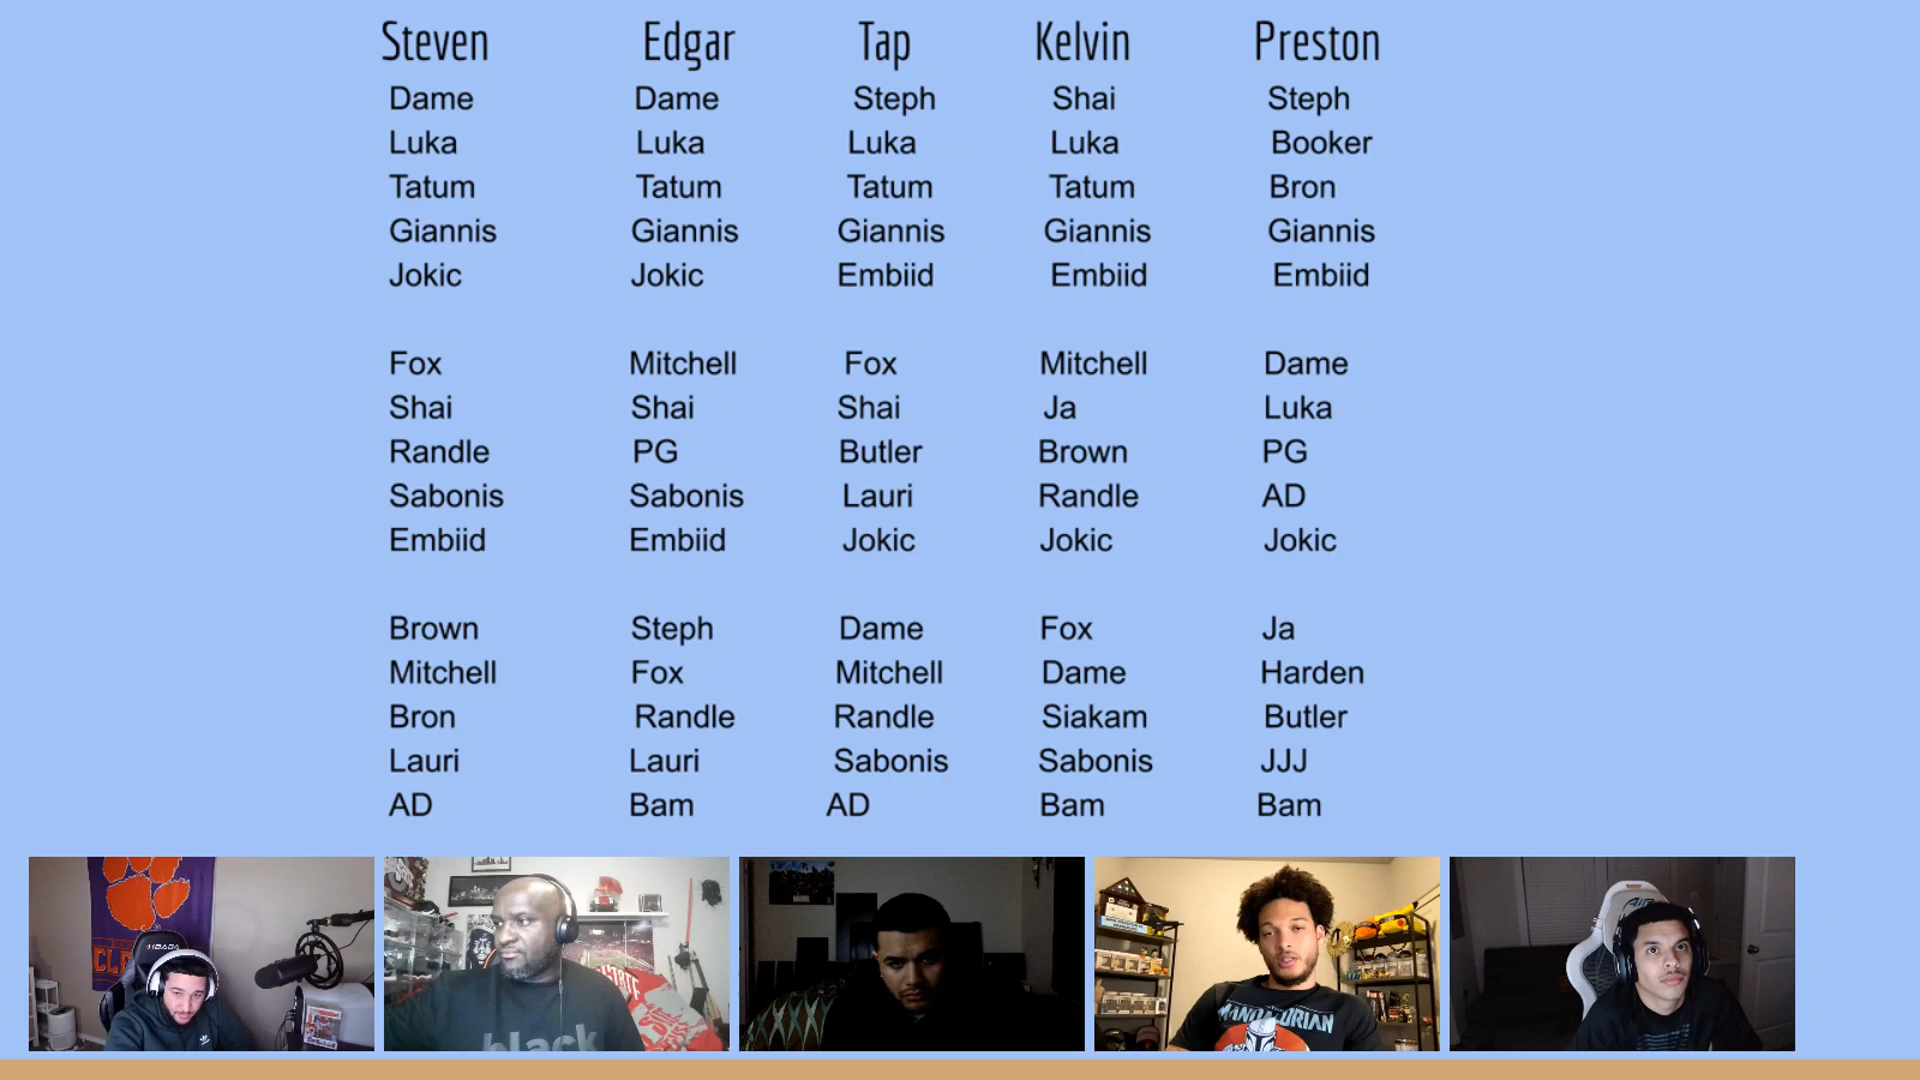 Steven Edgar Tap Kelvin Preston
Dame Dame Steph Shai Steph
Luka Luka Luka Luka Booker
Tatum Tatum Tatum Tatum Bron
Giannis Giannis Giannis Giannis Giannis
Jokic Jokic Embiid Embiid Embiid
Fox Mitchell Fox Mitchell Dame
Shai Shai Shai Ja Luka
Randle PG Butler Brown PG
Sabonis Sabonis Lauri Randle AD
Embiid Embiid Jokic Jokic Jokic
Brown Steph Dame Fox Ja
Mitchell Fox Mitchell Dame Harden
Bron Randle Randle Siakam Butler
Lauri Lauri Sabonis Sabonis JJJ
AD Bam AD Bam Bam
MARVEL
black
MANDALORIAN